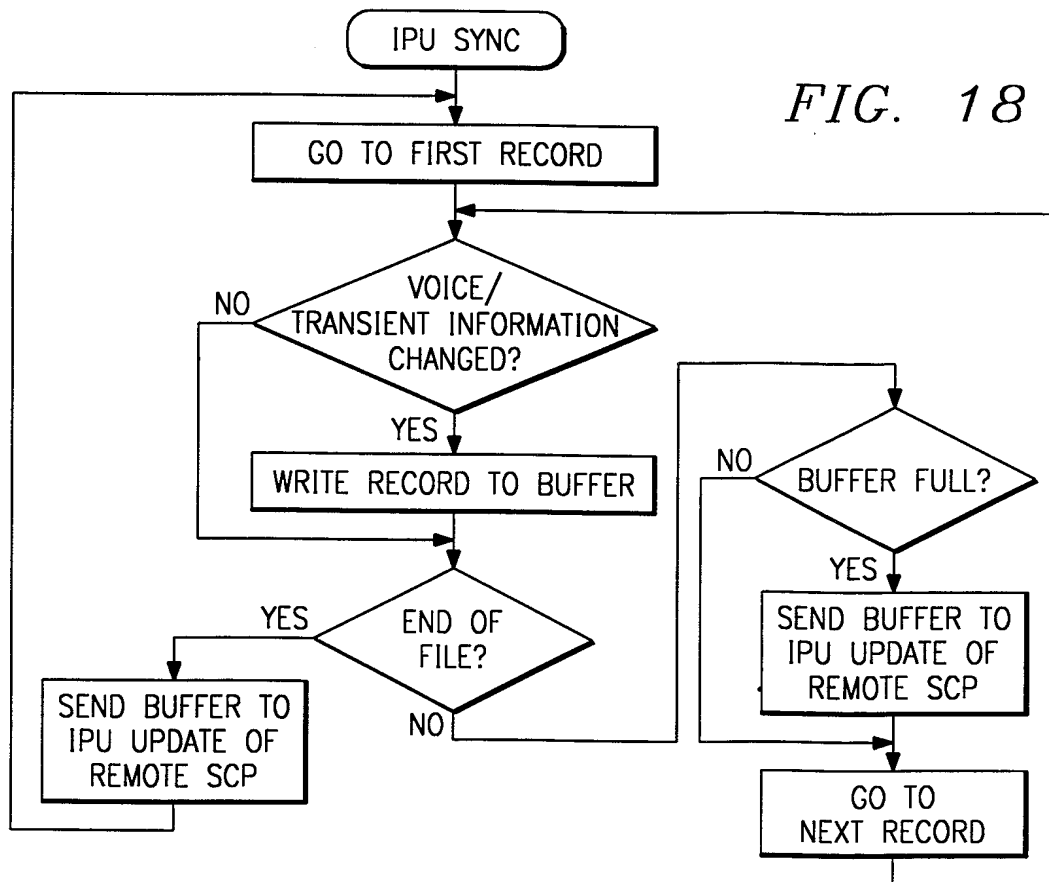 IPU SYNC
FIG. 18
GO TO FIRST RECORD
VOICE/
TRANSIENT INFORMATION
CHANGED?
NO
YES
WRITE RECORD TO BUFFER
END OF
FILE?
YES
NO
SEND BUFFER TO
IPU UPDATE OF
REMOTE SCP
BUFFER FULL?
NO
YES
SEND BUFFER TO
IPU UPDATE OF
REMOTE SCP
GO TO
NEXT RECORD